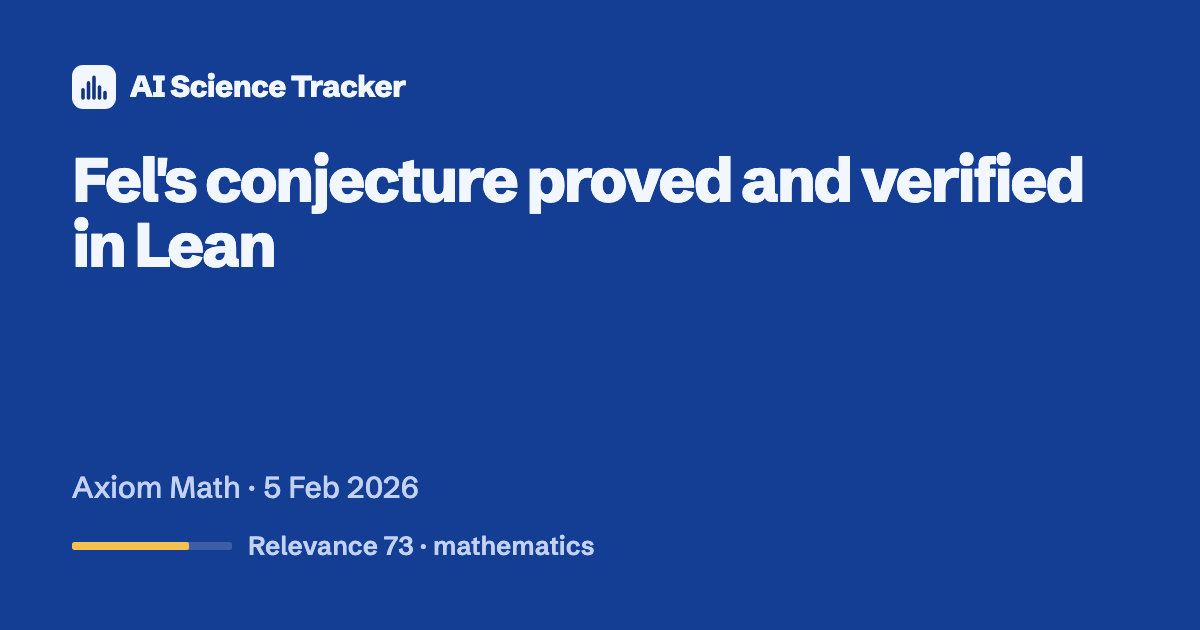 AI Science Tracker
Fel's conjecture proved and verified
in Lean
Axiom Math · 5 Feb 2026
Relevance 73 · mathematics